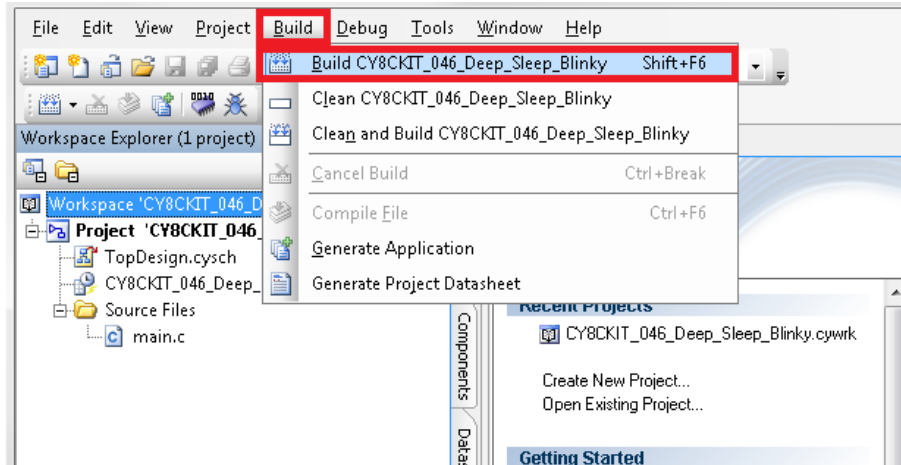 File Edit View Project Build Debug Tools Window Help
Build CY8CKIT_046_Deep_Sleep_Blinky Shift+F6
Clean CY8CKIT_046_Deep_Sleep_Blinky
Clean and Build CY8CKIT_046_Deep_Sleep_Blinky
Cancel Build Ctrl+Break
Compile File Ctrl+F6
Generate Application
Generate Project Datasheet
Workspace Explorer (1 project)
Workspace 'CY8CKIT_046_D
Project 'CY8CKIT_046_
TopDesign.cysch
CY8CKIT_046_Deep_
Source Files
main.c
Components
Datas
Recent Projects
CY8CKIT_046_Deep_Sleep_Blinky.cywrk
Create New Project...
Open Existing Project...
Getting Started